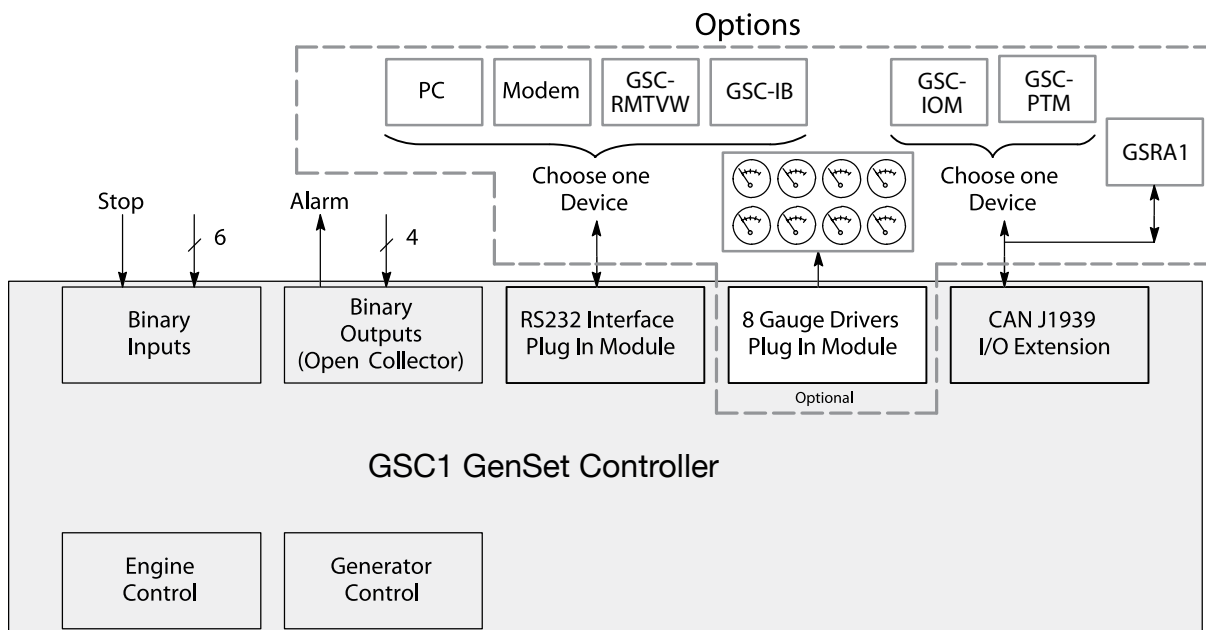 Options
PC
Modem
GSC-
RMTVW
GSC-IB
GSC-
IOM
GSC-
PTM
GSRA1
Choose one
Device
Choose one
Device
Stop
6
Alarm
4
Binary
Inputs
Binary
Outputs
(Open Collector)
RS232 Interface
Plug In Module
8 Gauge Drivers
Plug In Module
CAN J1939
I/O Extension
Optional
GSC1 GenSet Controller
Engine
Control
Generator
Control